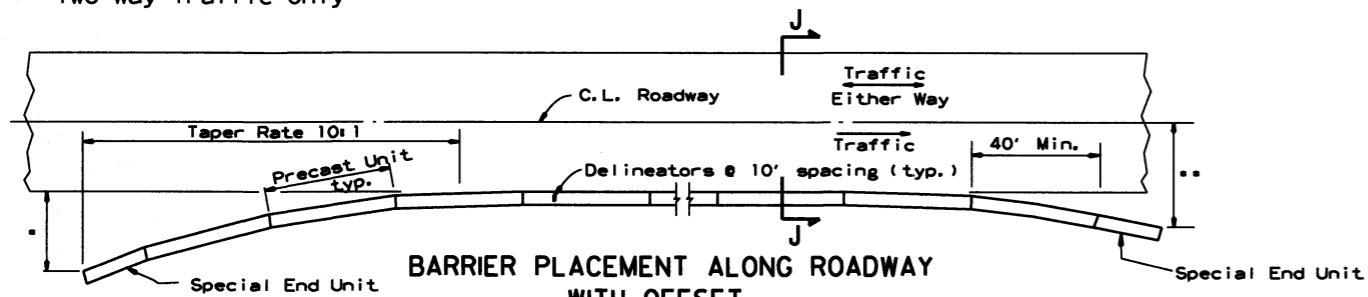 Two way Traffic Only
J
Traffic
Either Way
C.L. Roadway
Taper Rate 10:1
Traffic
40' Min.
Precast Unit
typ.
Delineators @ 10' spacing (typ.)
**
*
J
BARRIER PLACEMENT ALONG ROADWAY
Special End Unit
Special End Unit
WITH OFFSET